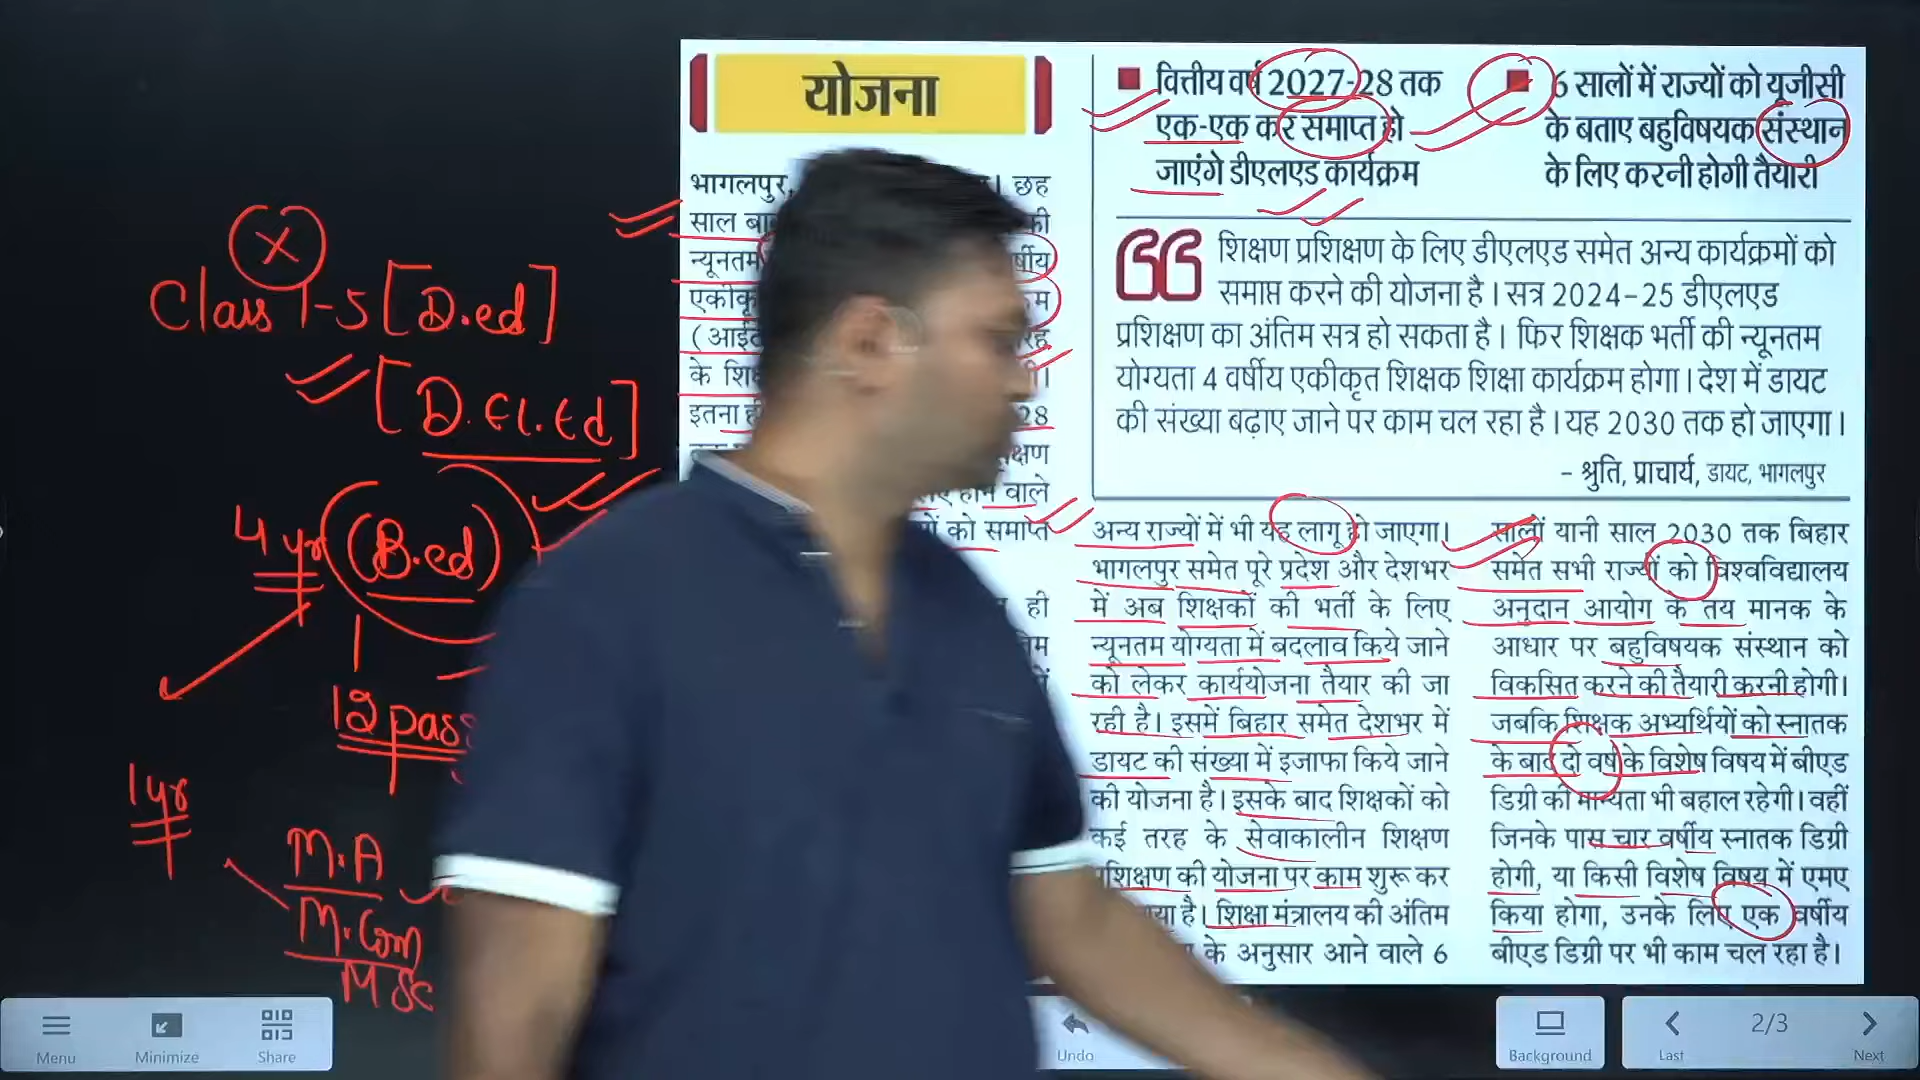 योजना
वित्तीय वर्ष 2027-28 तक
एक-एक कर समाप्त हो
जाएंगे डीएलएड कार्यक्रम
6 सालों में राज्यों को यूजीसी
के बताए बहुविषयक संस्थान
के लिए करनी होगी तैयारी
शिक्षण प्रशिक्षण के लिए डीएलएड समेत अन्य कार्यक्रमों को
समाप्त करने की योजना है। सत्र 2024-25 डीएलएड
प्रशिक्षण का अंतिम सत्र हो सकता है। फिर शिक्षक भर्ती की न्यूनतम
योग्यता 4 वर्षीय एकीकृत शिक्षक शिक्षा कार्यक्रम होगा। देश में डायट
की संख्या बढ़ाए जाने पर काम चल रहा है। यह 2030 तक हो जाएगा।
- श्रुति, प्राचार्य, डायट, भागलपुर
भागलपुर, छह
साल की
न्यूनतम
के
28
वाले
को समाप्त
ही
अन्य राज्यों में भी यह लागू हो जाएगा।
भागलपुर समेत पूरे प्रदेश और देशभर
में अब शिक्षकों की भर्ती के लिए
न्यूनतम योग्यता में बदलाव किये जाने
को लेकर कार्ययोजना तैयार की जा
रही है। इसमें बिहार समेत देशभर में
डायट की संख्या में इजाफा किये जाने
की योजना है। इसके बाद शिक्षकों को
कई तरह के सेवाकालीन शिक्षण
प्रशिक्षण की योजना पर काम शुरू कर
है। शिक्षा मंत्रालय की अंतिम
के अनुसार आने वाले 6
सालों यानी साल 2030 तक बिहार
समेत सभी राज्यों को विश्वविद्यालय
अनुदान आयोग के तय मानक के
आधार पर बहुविषयक संस्थान को
विकसित करने की तैयारी करनी होगी।
जबकि शिक्षक अभ्यर्थियों को स्नातक
के बाद दो वर्ष के विशेष विषय में बीएड
डिग्री की मान्यता भी बहाल रहेगी। वहीं
जिनके पास चार वर्षीय स्नातक डिग्री
होगी, या किसी विशेष विषय में एमए
किया होगा, उनके लिए एक वर्षीय
बीएड डिग्री पर भी काम चल रहा है।
X
Class 1-5 [D.ed]
[D.El.Ed]
4 yr (B.ed)
12 pass
1 yr
M.A
M.Com
M Sc
Menu
Minimize
Share
Undo
Background
2/3
Last
Next